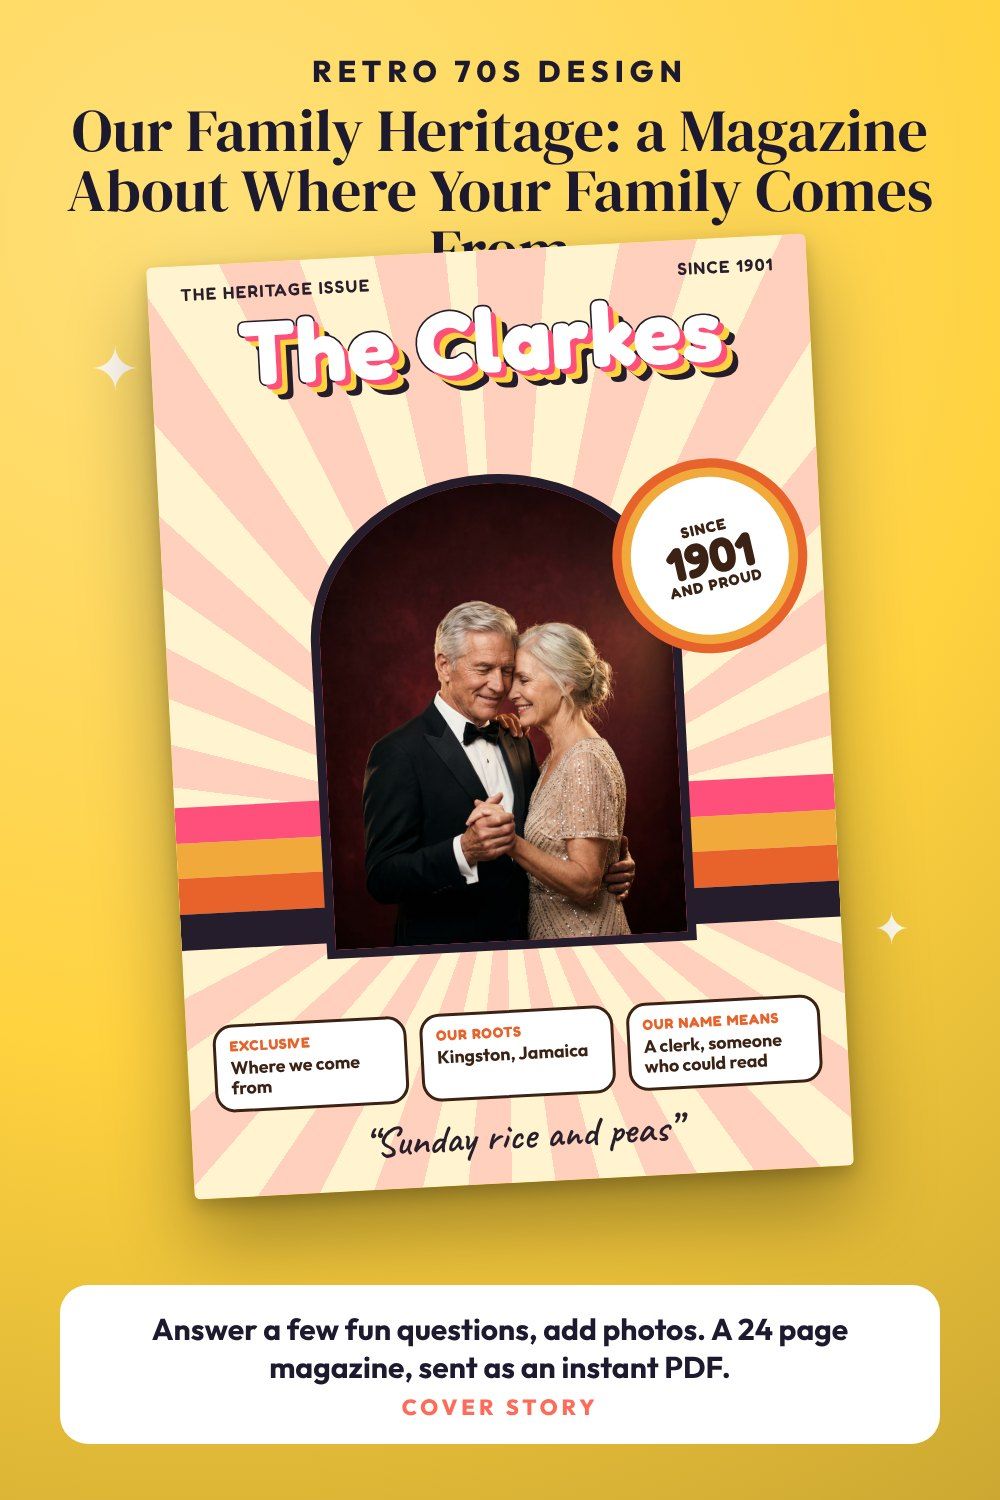 RETRO 70S DESIGN
Our Family Heritage: a Magazine
About Where Your Family Comes
From
THE HERITAGE ISSUE
SINCE 1901
The Clarkes
SINCE
1901
AND PROUD
EXCLUSIVE
Where we come
from
OUR ROOTS
Kingston, Jamaica
OUR NAME MEANS
A clerk, someone
who could read
“Sunday rice and peas”
Answer a few fun questions, add photos. A 24 page
magazine, sent as an instant PDF.
COVER STORY